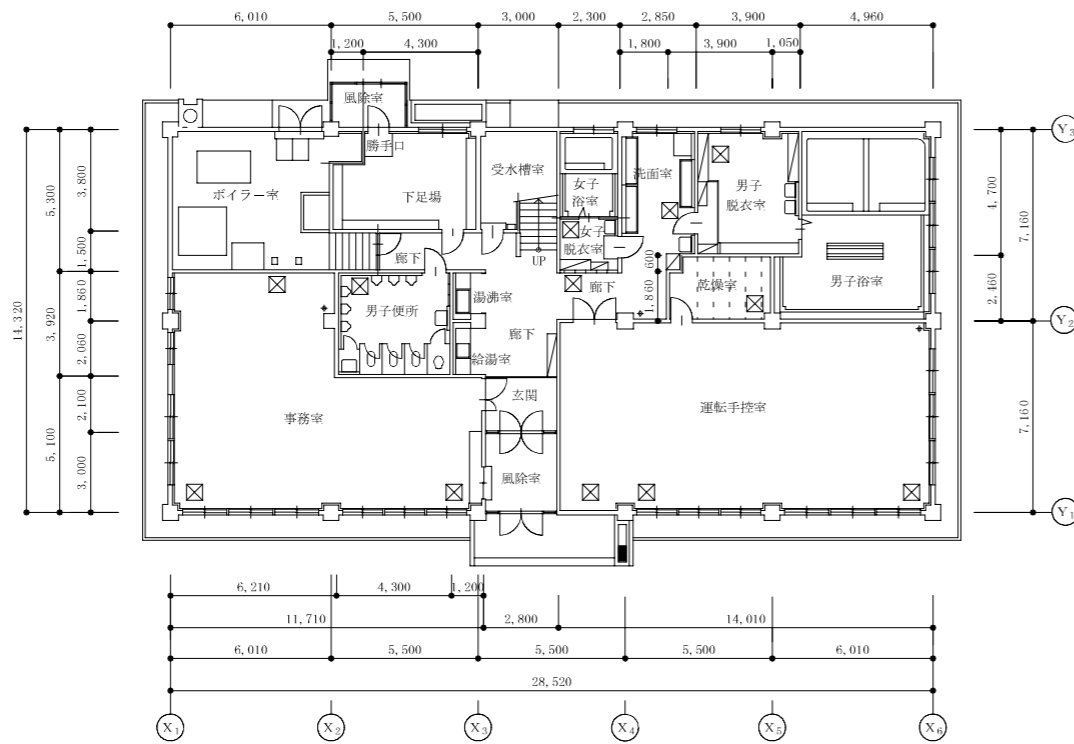 6,010 5,500 3,000 2,300 2,850 3,900 4,960
1,200 4,300 1,800 3,900 1,050
風除室
勝手口
ボイラー室
下足場
受水槽室
女子
浴室
洗面室
男子
脱衣室
女子
脱衣室
廊下
UP
男子浴室
600
1,860
廊下
乾燥室
湯沸室
男子便所
廊下
給湯室
玄関
事務室
運転手控室
風除室
14,320
5,300
3,920
5,100
3,800
1,500
1,860
2,060
2,100
3,000
4,700
2,460
7,160
7,160
Y3
Y2
Y1
6,210 4,300 1,200
11,710 2,800 14,010
6,010 5,500 5,500 5,500 6,010
28,520
X1 X2 X3 X4 X5 X6